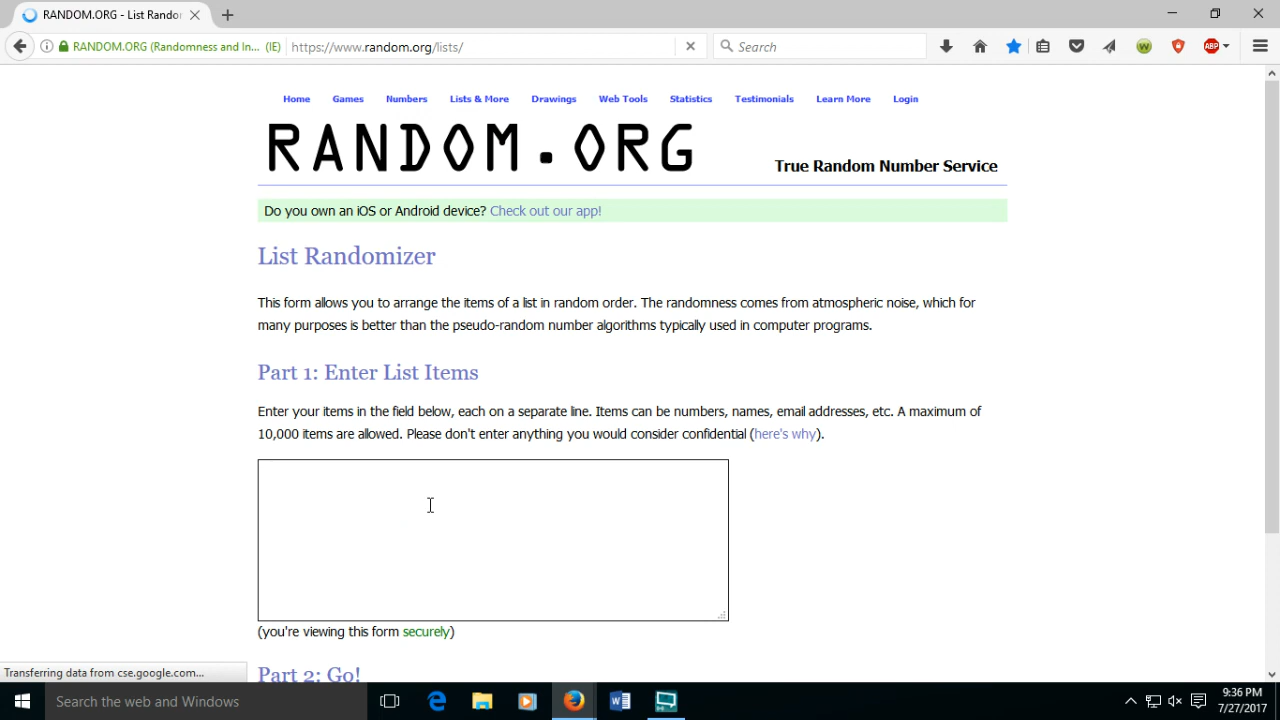 RANDOM.ORG - List Randor
RANDOM.ORG (Randomness and In... (IE) https://www.random.org/lists/ Search ABP
Home Games Numbers Lists & More Drawings Web Tools Statistics Testimonials Learn More Login
RANDOM.ORG
True Random Number Service
Do you own an iOS or Android device? Check out our app!
List Randomizer
This form allows you to arrange the items of a list in random order. The randomness comes from atmospheric noise, which for
many purposes is better than the pseudo-random number algorithms typically used in computer programs.
Part 1: Enter List Items
Enter your items in the field below, each on a separate line. Items can be numbers, names, email addresses, etc. A maximum of
10,000 items are allowed. Please don't enter anything you would consider confidential (here's why).
(you're viewing this form securely)
Transferring data from cse.google.com...
Part 2: Go!
Search the web and Windows
9:36 PM
7/27/2017